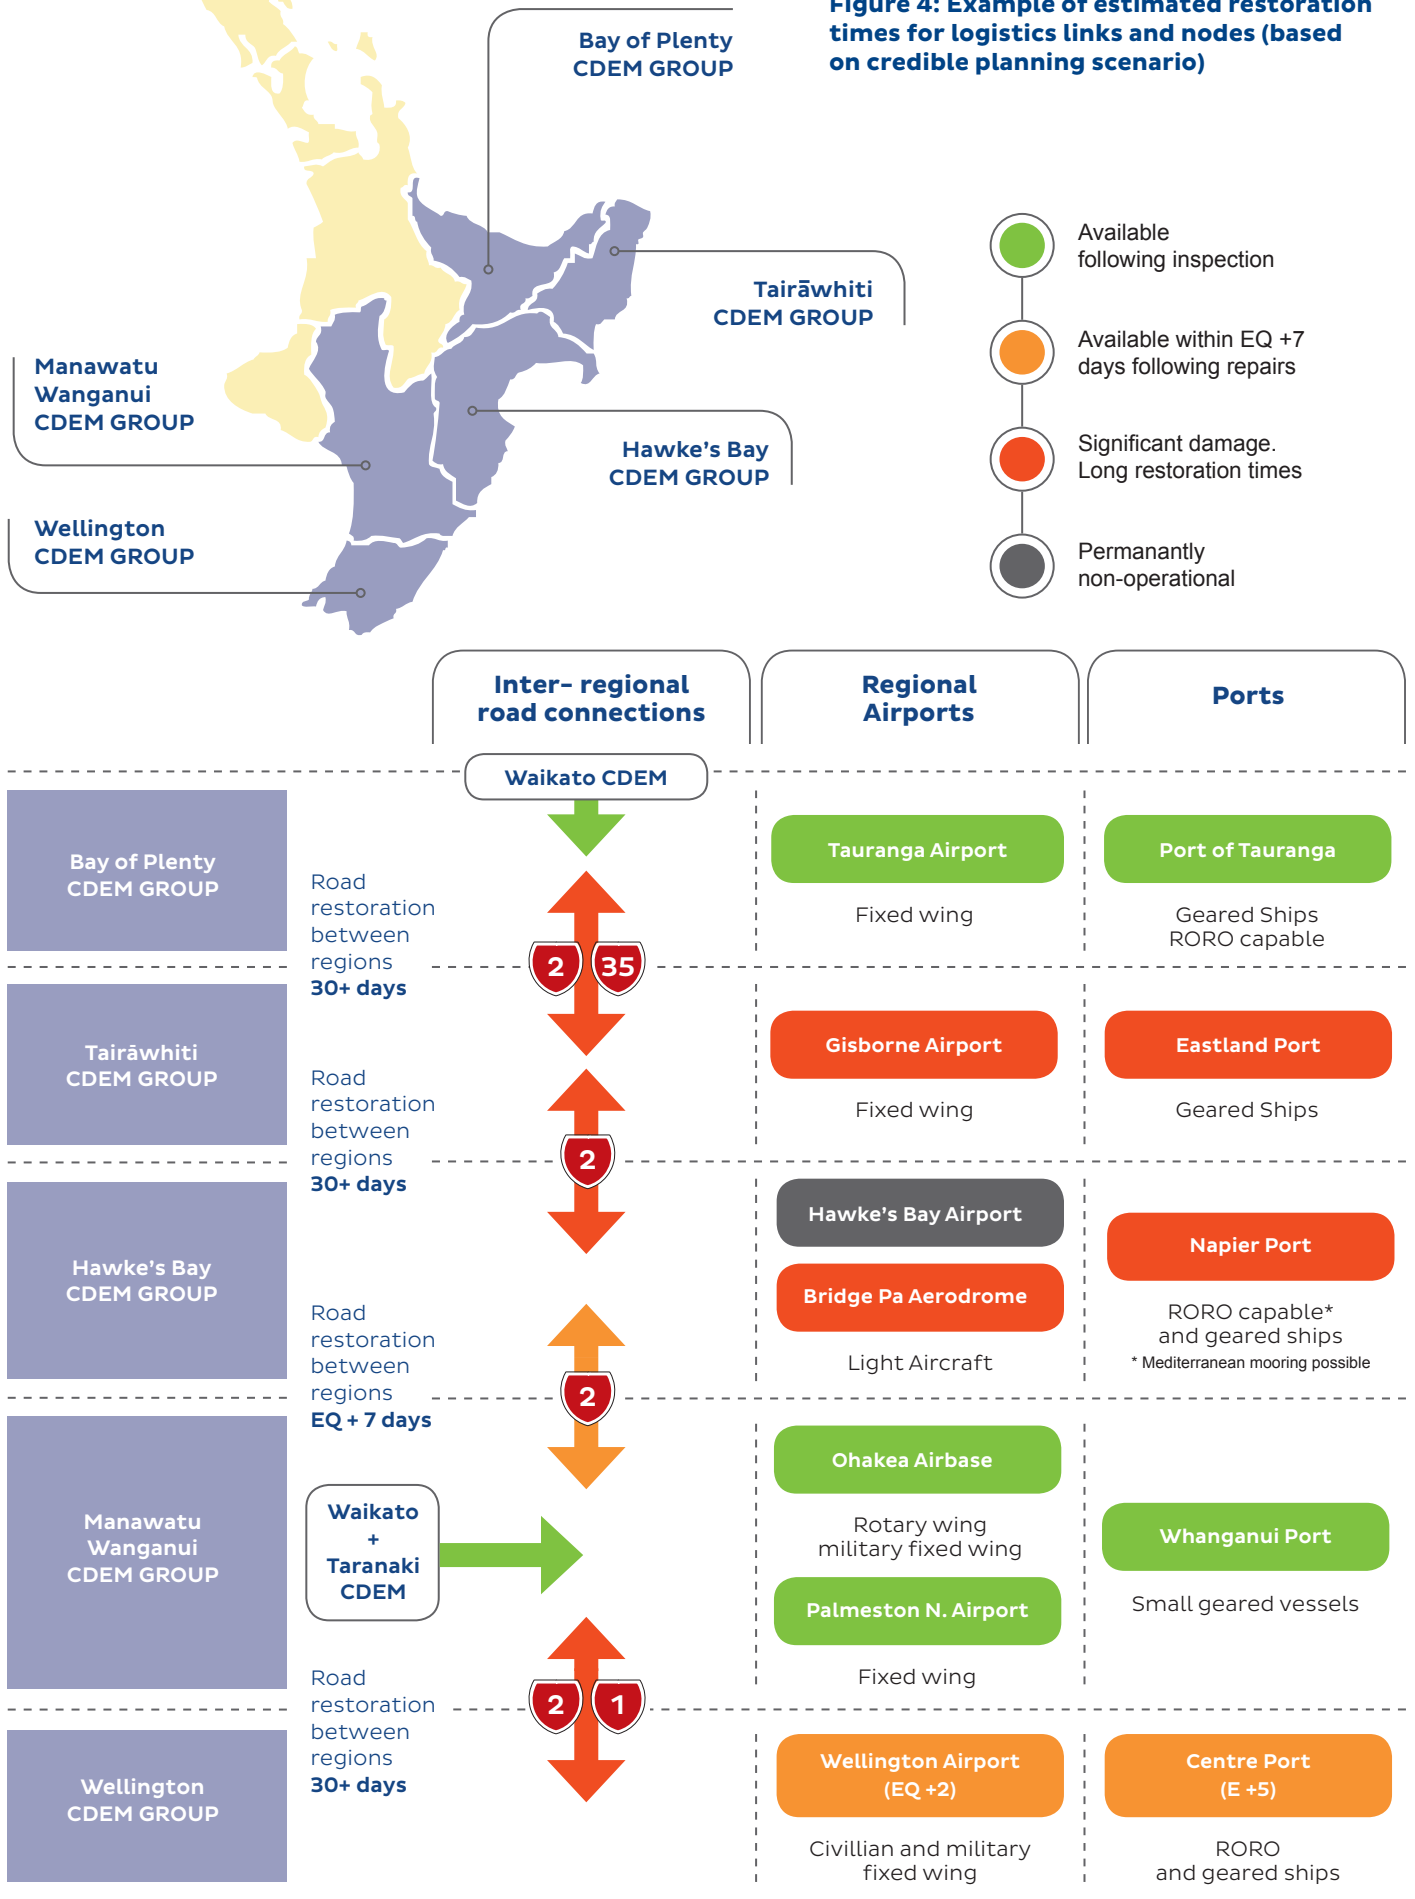 Figure 4: Example of estimated restoration
times for logistics links and nodes (based
on credible planning scenario)
Bay of Plenty
CDEM GROUP
Tairāwhiti
CDEM GROUP
Manawatu
Wanganui
CDEM GROUP
Hawke's Bay
CDEM GROUP
Wellington
CDEM GROUP
Available
following inspection
Available within EQ +7
days following repairs
Significant damage.
Long restoration times
Permanantly
non-operational
Inter- regional
road connections
Regional
Airports
Ports
Waikato CDEM
Bay of Plenty
CDEM GROUP
Road
restoration
between
regions
30+ days
2 35
Tauranga Airport
Fixed wing
Port of Tauranga
Geared Ships
RORO capable
Tairāwhiti
CDEM GROUP
Road
restoration
between
regions
30+ days
2
Gisborne Airport
Fixed wing
Eastland Port
Geared Ships
Hawke's Bay
CDEM GROUP
Road
restoration
between
regions
EQ + 7 days
2
Hawke's Bay Airport
Bridge Pa Aerodrome
Light Aircraft
Napier Port
RORO capable*
and geared ships
* Mediterranean mooring possible
Manawatu
Wanganui
CDEM GROUP
Waikato
+
Taranaki
CDEM
Ohakea Airbase
Rotary wing
military fixed wing
Palmeston N. Airport
Fixed wing
Whanganui Port
Small geared vessels
Road
restoration
between
regions
30+ days
2 1
Wellington
CDEM GROUP
Wellington Airport
(EQ +2)
Civillian and military
fixed wing
Centre Port
(E +5)
RORO
and geared ships